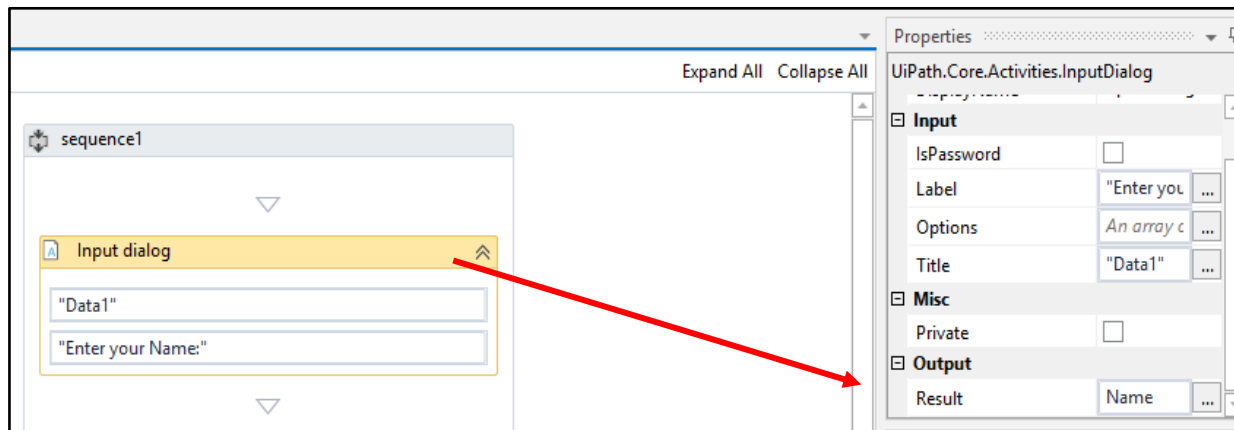 Properties
Expand All Collapse All
UiPath.Core.Activities.InputDialog
Input
IsPassword
Label "Enter you ...
Options An array c ...
Title "Data1" ...
Misc
Private
Output
Result Name ...
sequence1
Input dialog
"Data1"
"Enter your Name:"